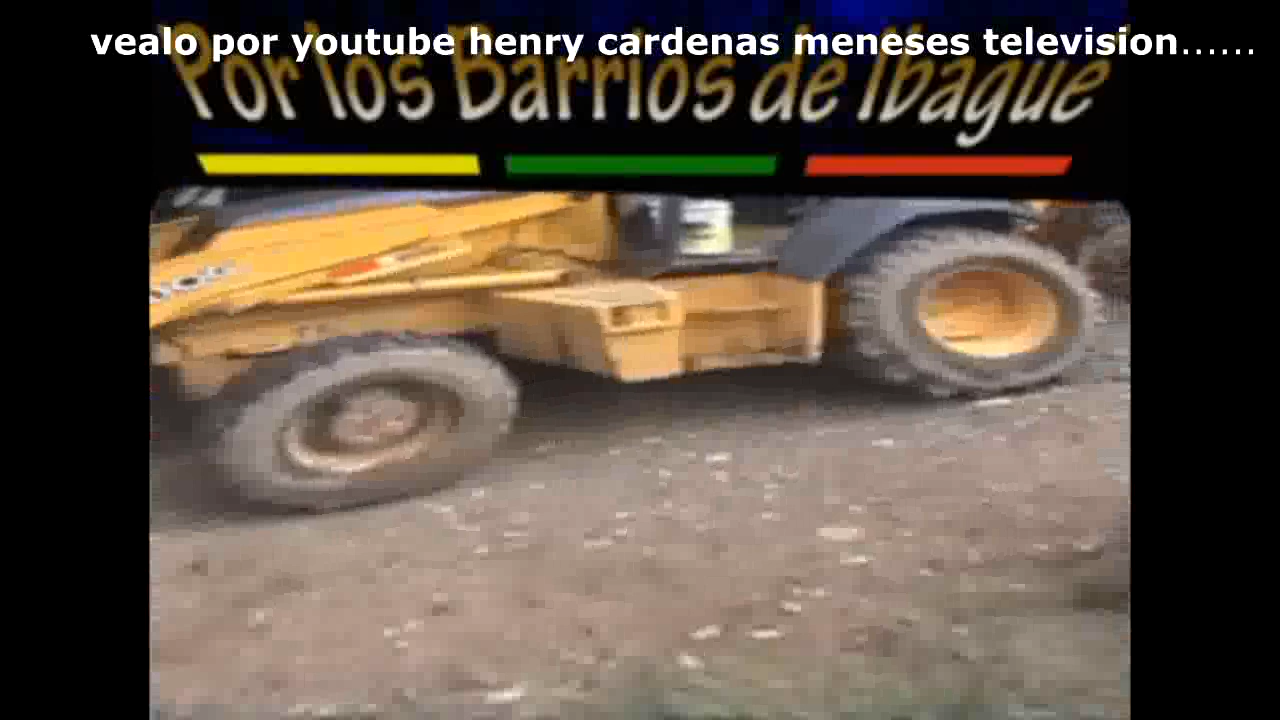 vealo por youtube henry cardenas meneses television......
Por los Barrios de Ibague